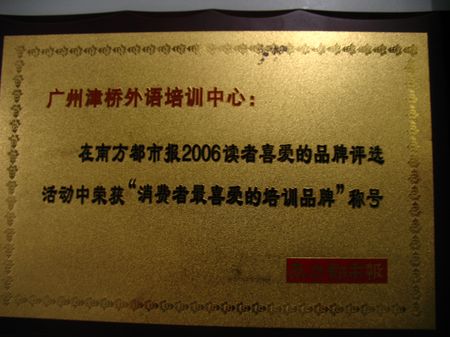 广州津桥外语培训中心：
在南方都市报2006读者喜爱的品牌评选
活动中荣获“消费者最喜爱的培训品牌”称号